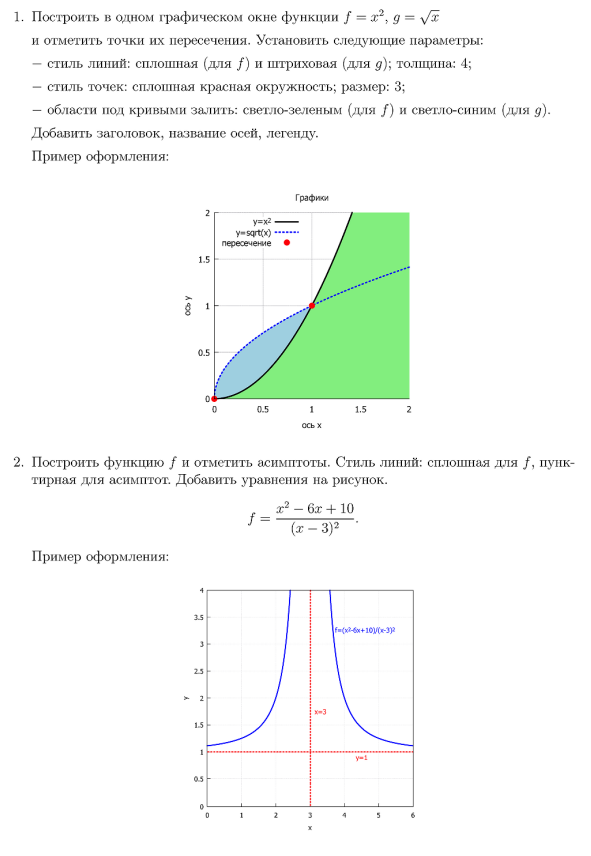 1. Построить в одном графическом окне функции f = x², g = √x
и отметить точки их пересечения. Установить следующие параметры:
− стиль линий: сплошная (для f) и штриховая (для g); толщина: 4;
− стиль точек: сплошная красная окружность; размер: 3;
− области под кривыми залить: светло-зеленым (для f) и светло-синим (для g).
Добавить заголовок, название осей, легенду.
Пример оформления:
Графики
y=x²
y=sqrt(x)
пересечение
2
1.5
1
0.5
0
ось y
0 0.5 1 1.5 2
ось x
2. Построить функцию f и отметить асимптоты. Стиль линий: сплошная для f, пунк-
тирная для асимптот. Добавить уравнения на рисунок.
f = (x² − 6x + 10)/(x − 3)².
Пример оформления:
4
3.5
3
2.5
2
1.5
1
0.5
0
y
f=(x²-6x+10)/(x-3)²
x=3
y=1
0 1 2 3 4 5 6
x